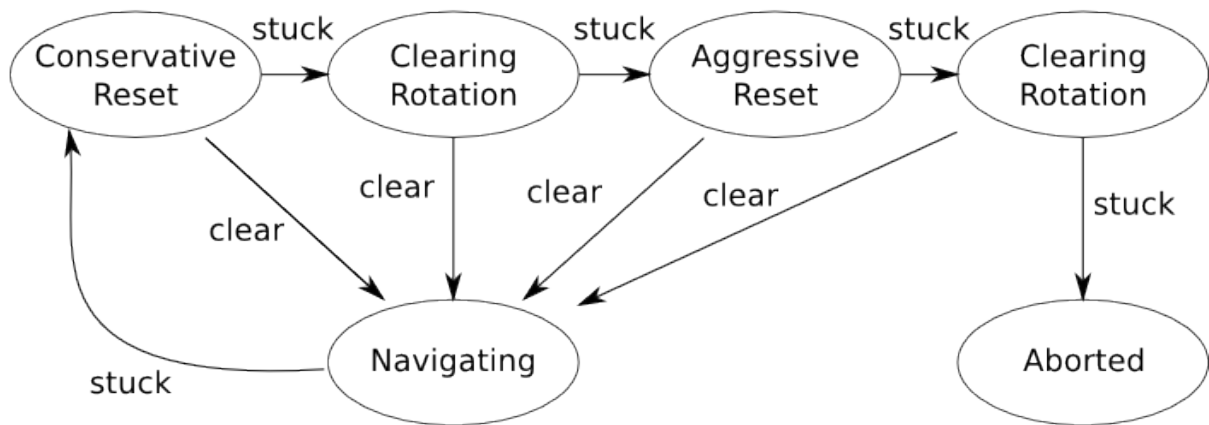 stuck
stuck
stuck
Conservative
Reset
Clearing
Rotation
Aggressive
Reset
Clearing
Rotation
clear
clear
clear
clear
stuck
stuck
Navigating
Aborted